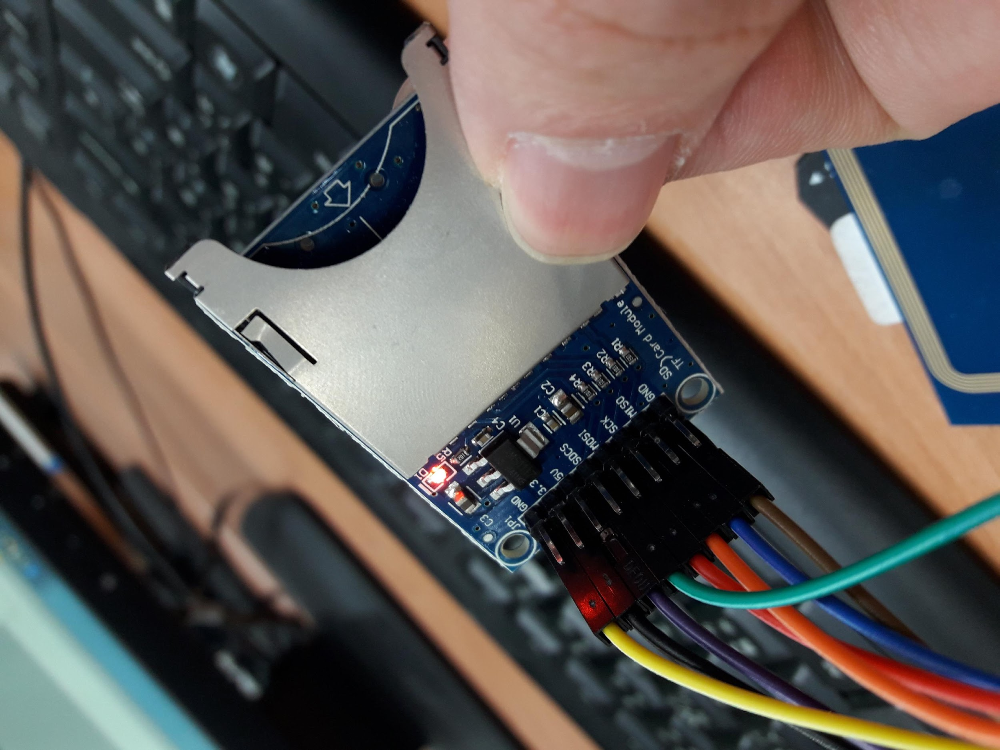 SD)Card Module
TF
R1
R2
R3
R4
C2
C1
U1
C4
R5
D1
C3
JP1
GND
MISO
SCK
MOSI
SDCS
5V
3.3
GND